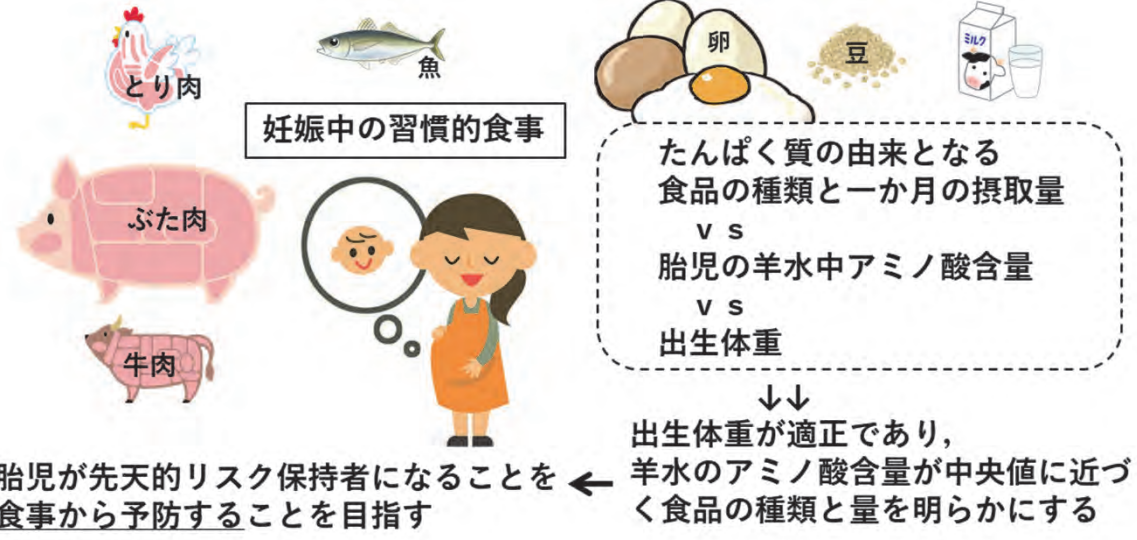 とり肉
魚
卵
豆
ミルク
妊娠中の習慣的食事
ぶた肉
牛肉
たんぱく質の由来となる
食品の種類と一か月の摂取量
vs
胎児の羊水中アミノ酸含量
vs
出生体重
↓↓
出生体重が適正であり,
羊水のアミノ酸含量が中央値に近づ
く食品の種類と量を明らかにする
←
胎児が先天的リスク保持者になることを
食事から予防することを目指す